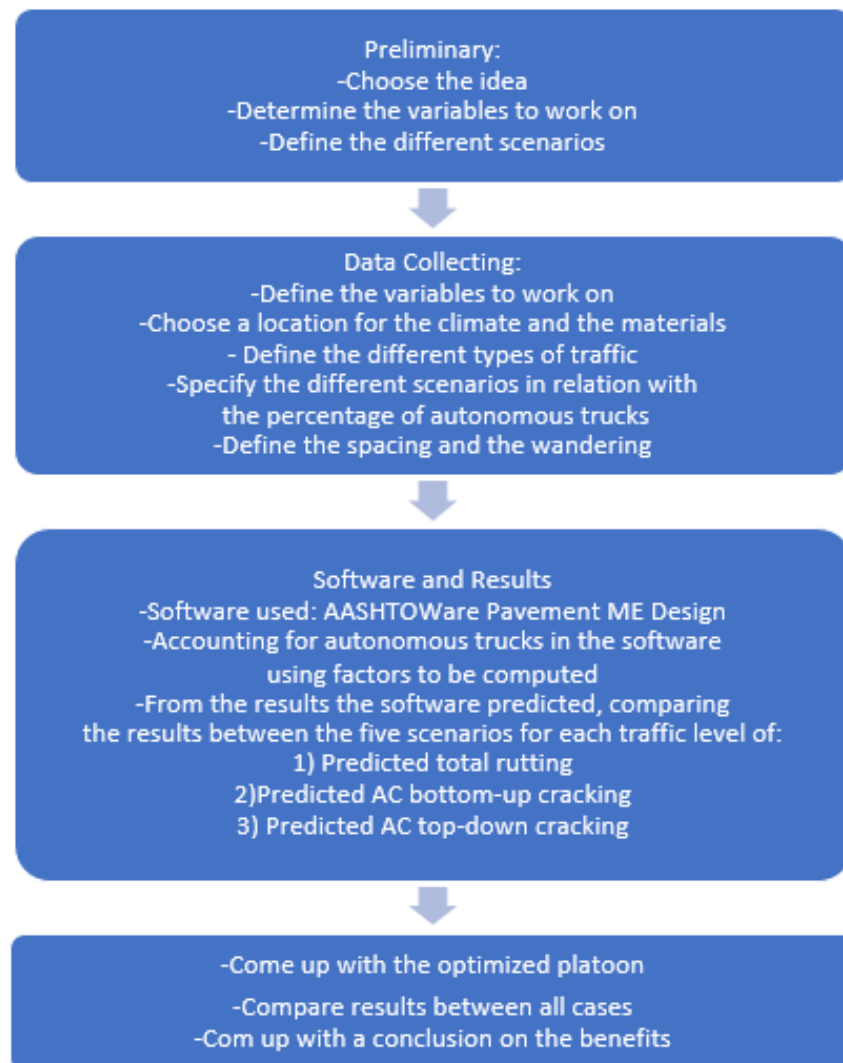 Preliminary:
-Choose the idea
-Determine the variables to work on
-Define the different scenarios
Data Collecting:
-Define the variables to work on
-Choose a location for the climate and the materials
- Define the different types of traffic
-Specify the different scenarios in relation with
the percentage of autonomous trucks
-Define the spacing and the wandering
Software and Results
-Software used: AASHTOWare Pavement ME Design
-Accounting for autonomous trucks in the software
using factors to be computed
-From the results the software predicted, comparing
the results between the five scenarios for each traffic level of:
1) Predicted total rutting
2)Predicted AC bottom-up cracking
3) Predicted AC top-down cracking
-Come up with the optimized platoon
-Compare results between all cases
-Com up with a conclusion on the benefits